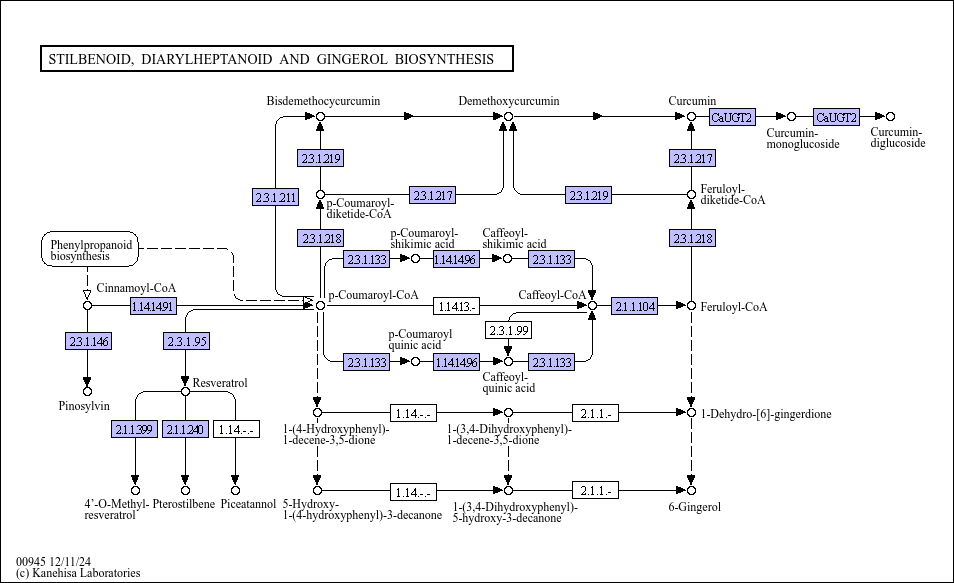 STILBENOID, DIARYLHEPTANOID AND GINGEROL BIOSYNTHESIS
Bisdemethocycurcumin
Demethoxycurcumin
Curcumin
CaUGT2
CaUGT2
Curcumin-
monoglucoside
Curcumin-
diglucoside
2.3.1.219
2.3.1.217
2.3.1.211
2.3.1.217
2.3.1.219
p-Coumaroyl-
diketide-CoA
Feruloyl-
diketide-CoA
2.3.1.218
2.3.1.218
p-Coumaroyl-
shikimic acid
Caffeoyl-
shikimic acid
Phenylpropanoid
biosynthesis
2.3.1.133
1.14.14.96
2.3.1.133
Cinnamoyl-CoA
1.14.14.91
p-Coumaroyl-CoA
1.14.13.-
Caffeoyl-CoA
2.1.1.104
Feruloyl-CoA
2.3.1.99
2.3.1.146
2.3.1.95
p-Coumaroyl
quinic acid
2.3.1.133
1.14.14.96
2.3.1.133
Caffeoyl-
quinic acid
Resveratrol
Pinosylvin
2.1.1.399
2.1.1.240
1.14.-.-
1.14.-.-
2.1.1.-
1-(4-Hydroxyphenyl)-
1-decene-3,5-dione
1-(3,4-Dihydroxyphenyl)-
1-decene-3,5-dione
1-Dehydro-[6]-gingerdione
4'-O-Methyl-
resveratrol
Pterostilbene
Piceatannol
1.14.-.-
2.1.1.-
5-Hydroxy-
1-(4-hydroxyphenyl)-3-decanone
1-(3,4-Dihydroxyphenyl)-
5-hydroxy-3-decanone
6-Gingerol
00945 12/11/24
(c) Kanehisa Laboratories